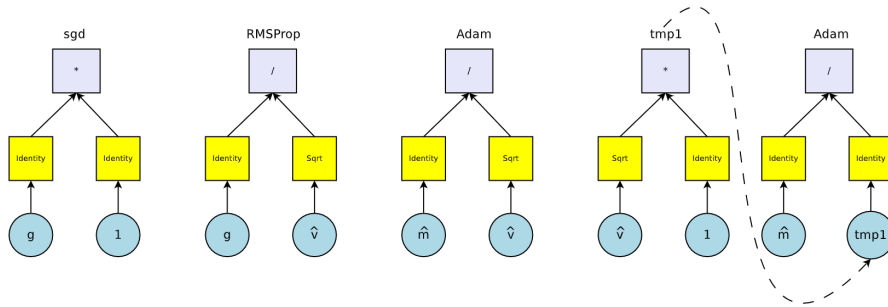 sgd RMSProp Adam tmp1 Adam
* / / * /
Identity Identity Identity Sqrt Identity Sqrt Sqrt Identity Identity Identity
g 1 g v̂ m̂ v̂ v̂ 1 m̂ tmp1